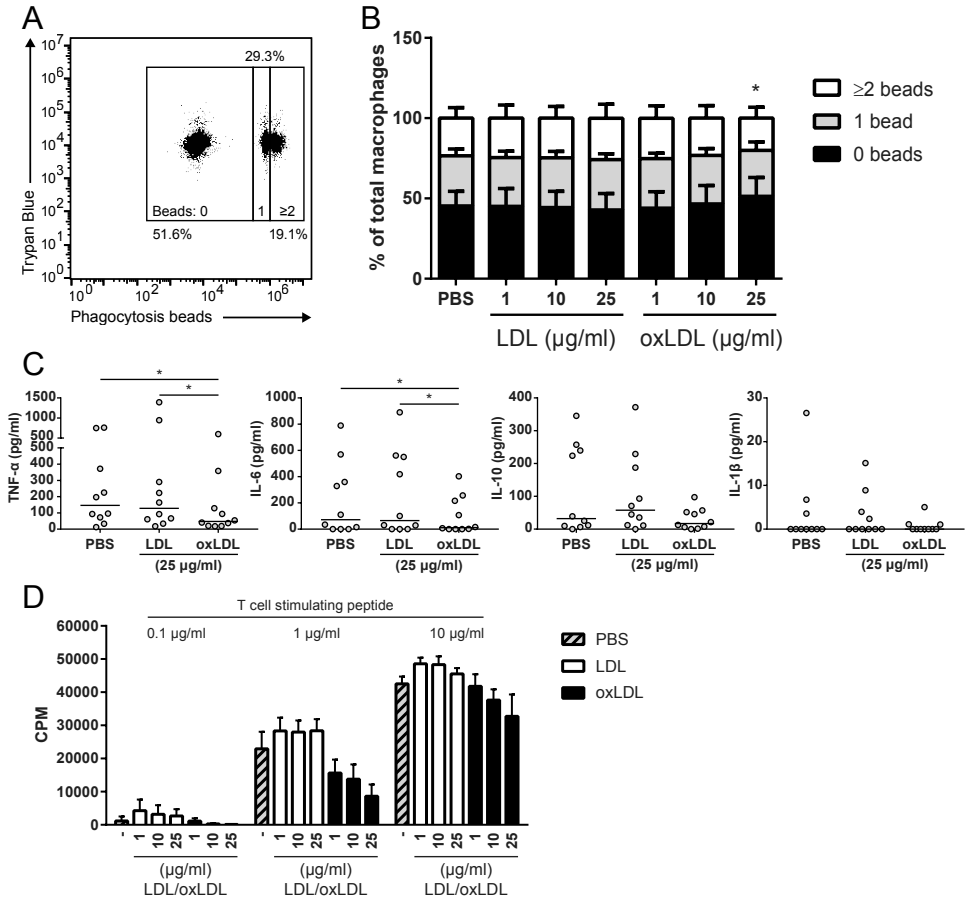 A
29.3%
10^7
10^6
10^5
10^4
10^3
10^2
10^1
10^0
Trypan Blue
Beads: 0 1 ≥2
51.6% 19.1%
10^0 10^2 10^4 10^6
Phagocytosis beads
B
% of total macrophages
150
100
50
0
*
PBS 1 10 25 1 10 25
LDL (µg/ml) oxLDL (µg/ml)
≥2 beads
1 bead
0 beads
C
TNF-α (pg/ml)
1500
1000
500
400
300
200
100
0
*
*
PBS LDL oxLDL
(25 µg/ml)
IL-6 (pg/ml)
1000
800
600
400
200
0
*
*
PBS LDL oxLDL
(25 µg/ml)
IL-10 (pg/ml)
500
400
300
200
100
0
PBS LDL oxLDL
(25 µg/ml)
IL-1β (pg/ml)
30
20
10
0
PBS LDL oxLDL
(25 µg/ml)
D
T cell stimulating peptide
0.1 µg/ml 1 µg/ml 10 µg/ml
CPM
60000
50000
40000
30000
20000
10000
0
- 1 10 25 1 10 25 - 1 10 25 1 10 25 - 1 10 25 1 10 25
(µg/ml) (µg/ml) (µg/ml)
LDL/oxLDL LDL/oxLDL LDL/oxLDL
PBS
LDL
oxLDL